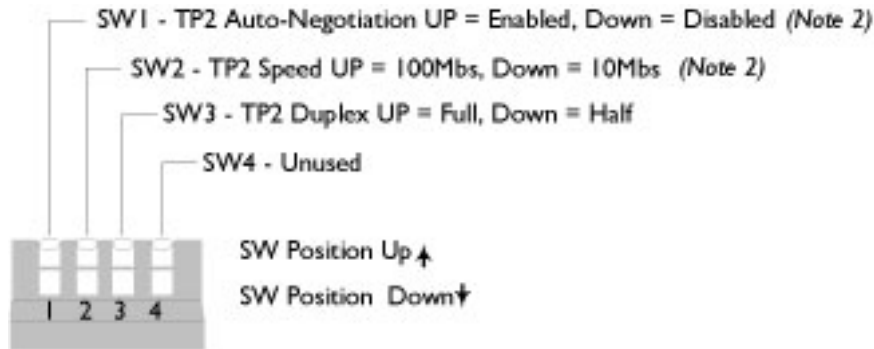 SW1 - TP2 Auto-Negotiation UP = Enabled, Down = Disabled (Note 2)
SW2 - TP2 Speed UP = 100Mbs, Down = 10Mbs (Note 2)
SW3 - TP2 Duplex UP = Full, Down = Half
SW4 - Unused
SW Position Up
SW Position Down
1 2 3 4